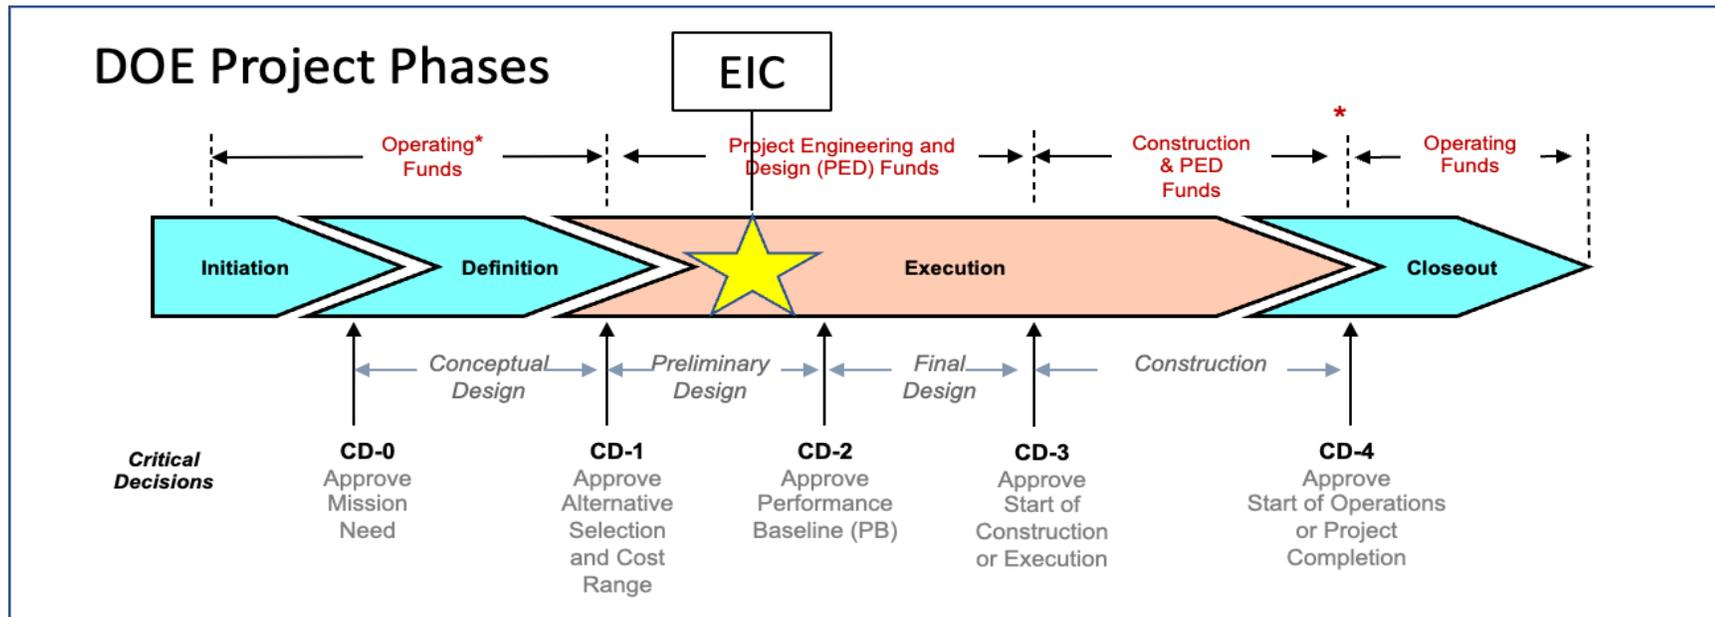 DOE Project Phases
EIC
*
Operating*
Funds
Project Engineering and
Design (PED) Funds
Construction
& PED
Funds
Operating
Funds
Initiation
Definition
Execution
Closeout
Conceptual
Design
Preliminary
Design
Final
Design
Construction
Critical
Decisions
CD-0
Approve
Mission
Need
CD-1
Approve
Alternative
Selection
and Cost
Range
CD-2
Approve
Performance
Baseline (PB)
CD-3
Approve
Start of
Construction
or Execution
CD-4
Approve
Start of Operations
or Project
Completion